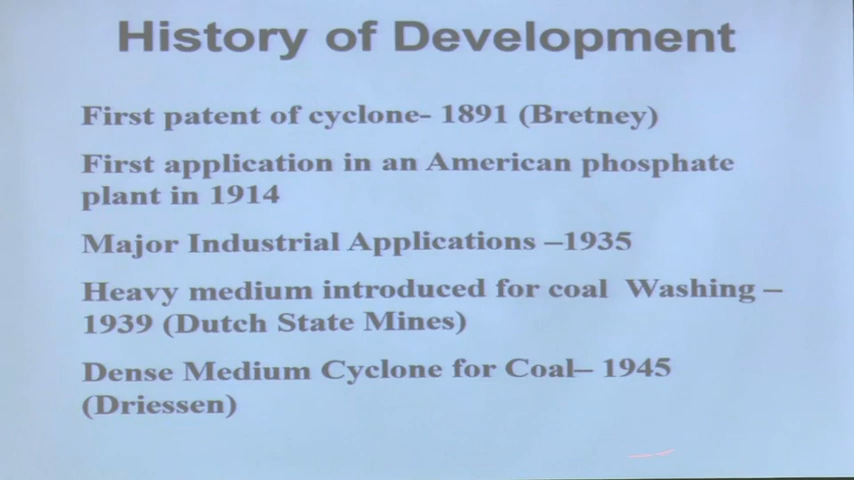 History of Development
First patent of cyclone- 1891 (Bretney)
First application in an American phosphate
plant in 1914
Major Industrial Applications –1935
Heavy medium introduced for coal Washing –
1939 (Dutch State Mines)
Dense Medium Cyclone for Coal– 1945
(Driessen)